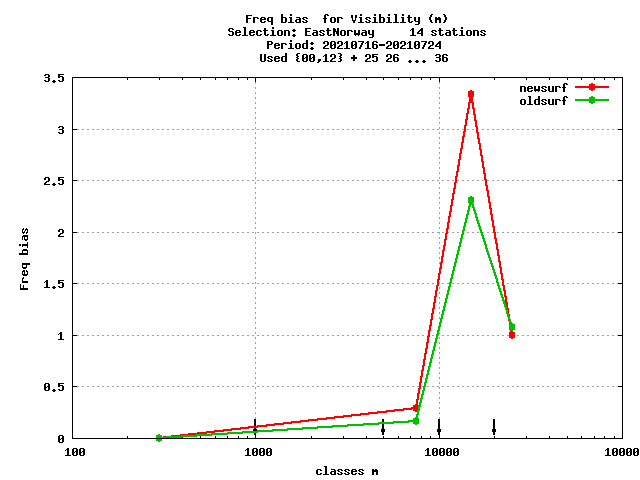 Freq bias  for Visibility (m)
Selection: EastNorway     14 stations
Period: 20210716-20210724
Used {00,12} + 25 26 ... 36
newsurf
oldsurf
3.5
3
2.5
2
1.5
1
0.5
0
Freq bias
100
1000
10000
10000
classes m